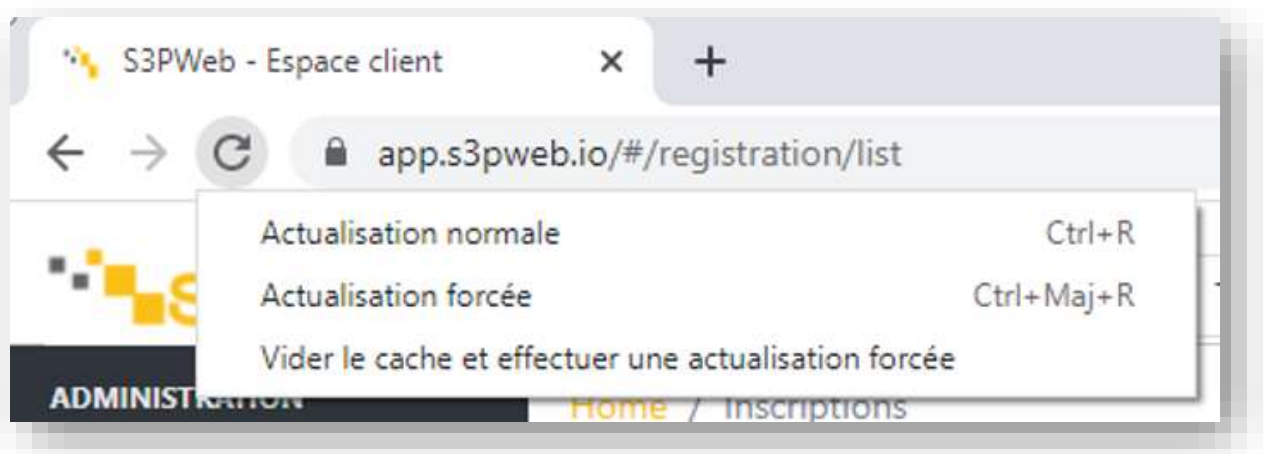 S3PWeb - Espace client
app.s3pweb.io/#/registration/list
Actualisation normale Ctrl+R
Actualisation forcée Ctrl+Maj+R
Vider le cache et effectuer une actualisation forcée
ADMINISTRATION
Home / Inscriptions